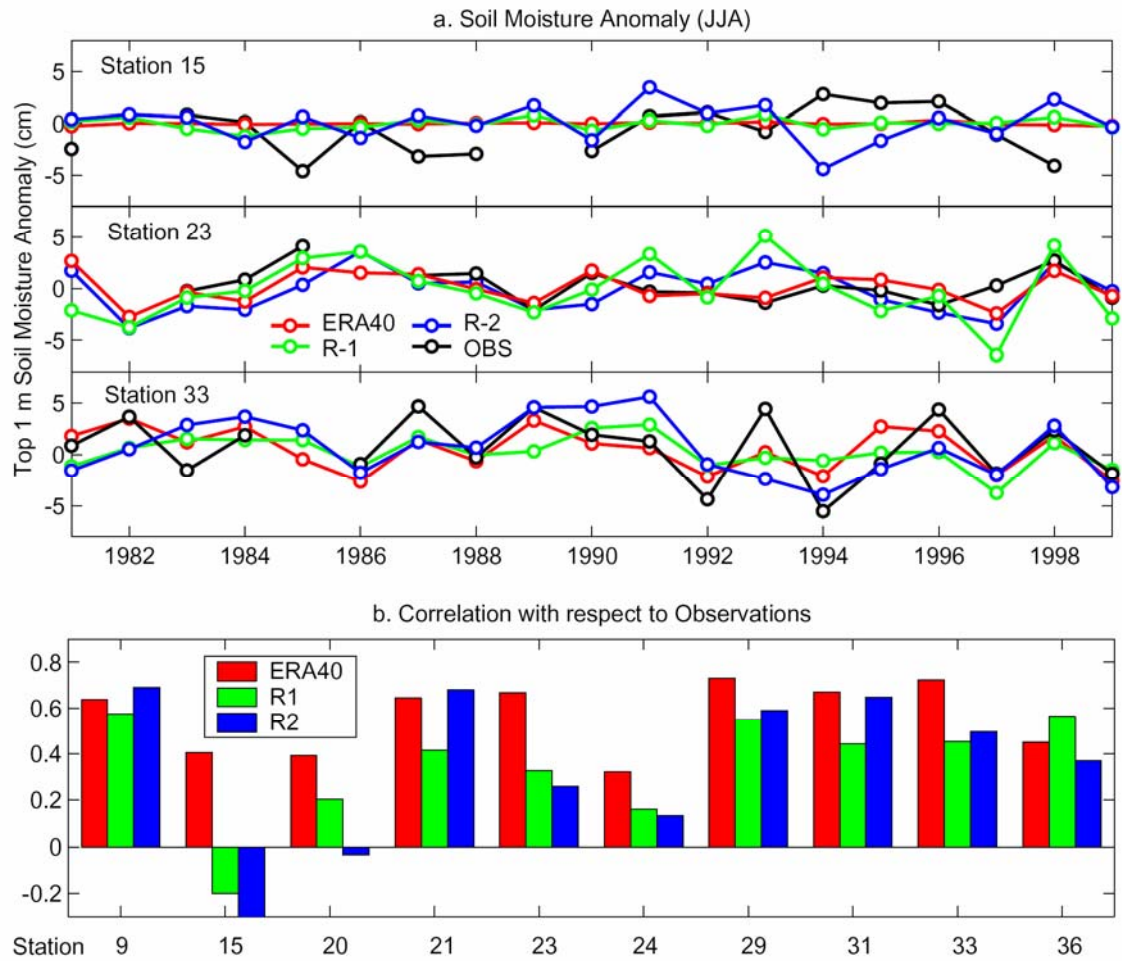 a. Soil Moisture Anomaly (JJA)
Top 1 m Soil Moisture Anomaly (cm)
Station 15
5
0
-5
Station 23
5
0
-5
ERA40
R-1
R-2
OBS
Station 33
5
0
-5
1982 1984 1986 1988 1990 1992 1994 1996 1998
b. Correlation with respect to Observations
ERA40
R1
R2
0.8
0.6
0.4
0.2
0
-0.2
Station 9 15 20 21 23 24 29 31 33 36